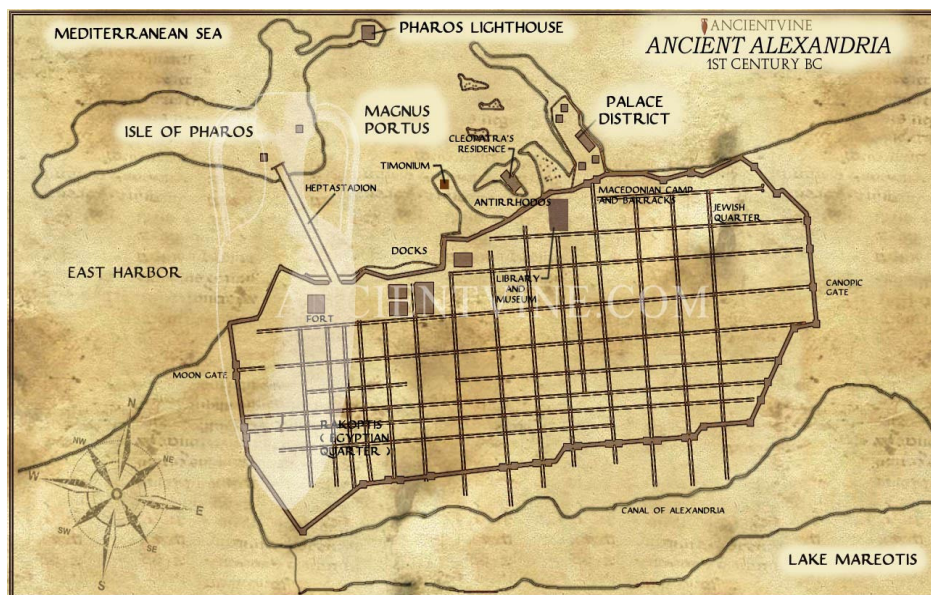 MEDITERRANEAN SEA
PHAROS LIGHTHOUSE
ANCIENTVINE
ANCIENT ALEXANDRIA
1ST CENTURY BC
ISLE OF PHAROS
MAGNUS
PORTUS
PALACE
DISTRICT
CLEOPATRA'S
RESIDENCE
TIMONIUM
HEPTASTADION
ANTIRRHODOS
MACEDONIAN CAMP
AND BARRACKS
JEWISH
QUARTER
DOCKS
EAST HARBOR
LIBRARY
AND
MUSEUM
CANOPIC
GATE
ANCIENTVINE.COM
FORT
MOON GATE
RAKOPTIS
( EGYPTIAN
QUARTER )
N
NW
NE
W
E
SW
SE
S
CANAL OF ALEXANDRIA
LAKE MAREOTIS